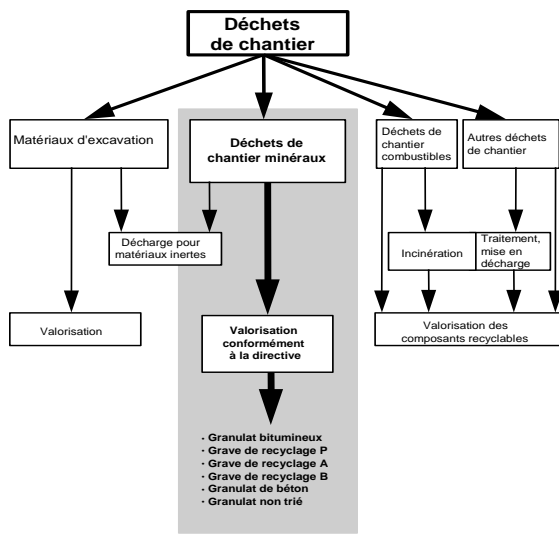 Déchets
de chantier
Matériaux d'excavation
Déchets de
chantier minéraux
Déchets de
chantier
combustibles
Autres déchets
de chantier
Décharge pour
matériaux inertes
Incinération
Traitement,
mise en
décharge
Valorisation
Valorisation
conformément
à la directive
Valorisation des
composants recyclables
· Granulat bitumineux
· Grave de recyclage P
· Grave de recyclage A
· Grave de recyclage B
· Granulat de béton
· Granulat non trié